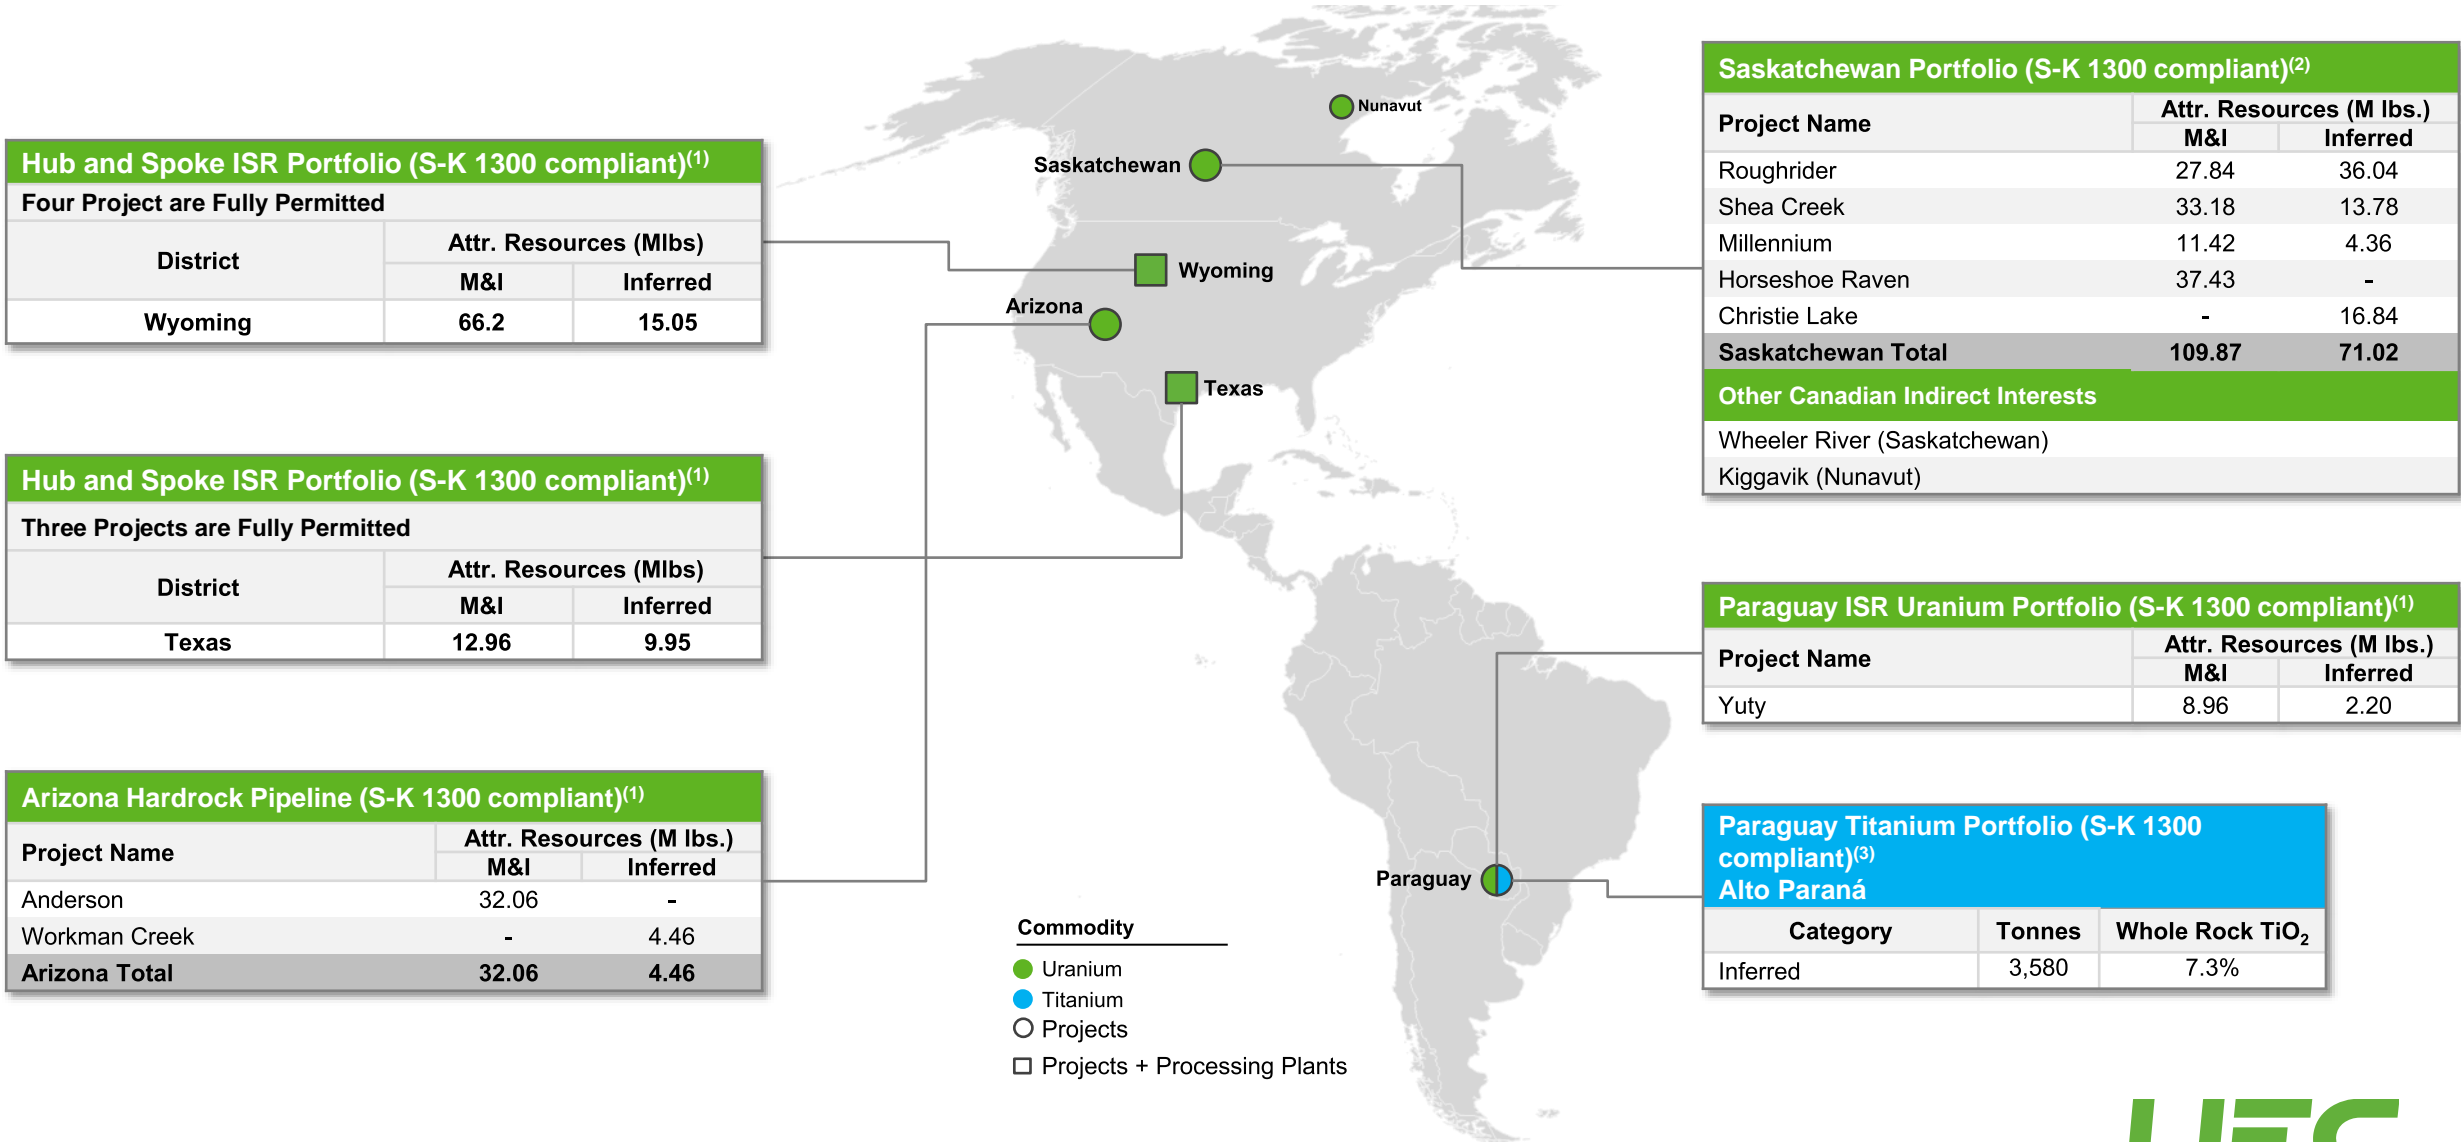 Hub and Spoke ISR Portfolio (S-K 1300 compliant)(1)
Four Project are Fully Permitted
District
Attr. Resources (Mlbs)
M&I Inferred
Wyoming 66.2 15.05
Hub and Spoke ISR Portfolio (S-K 1300 compliant)(1)
Three Projects are Fully Permitted
District
Attr. Resources (Mlbs)
M&I Inferred
Texas 12.96 9.95
Arizona Hardrock Pipeline (S-K 1300 compliant)(1)
Project Name
Attr. Resources (M lbs.)
M&I Inferred
Anderson 32.06 -
Workman Creek - 4.46
Arizona Total 32.06 4.46
Nunavut
Saskatchewan
Wyoming
Arizona
Texas
Paraguay
Commodity
Uranium
Titanium
Projects
Projects + Processing Plants
Saskatchewan Portfolio (S-K 1300 compliant)(2)
Project Name
Attr. Resources (M lbs.)
M&I Inferred
Roughrider 27.84 36.04
Shea Creek 33.18 13.78
Millennium 11.42 4.36
Horseshoe Raven 37.43 -
Christie Lake - 16.84
Saskatchewan Total 109.87 71.02
Other Canadian Indirect Interests
Wheeler River (Saskatchewan)
Kiggavik (Nunavut)
Paraguay ISR Uranium Portfolio (S-K 1300 compliant)(1)
Project Name
Attr. Resources (M lbs.)
M&I Inferred
Yuty 8.96 2.20
Paraguay Titanium Portfolio (S-K 1300
compliant)(3)
Alto Paraná
Category Tonnes Whole Rock TiO2
Inferred 3,580 7.3%